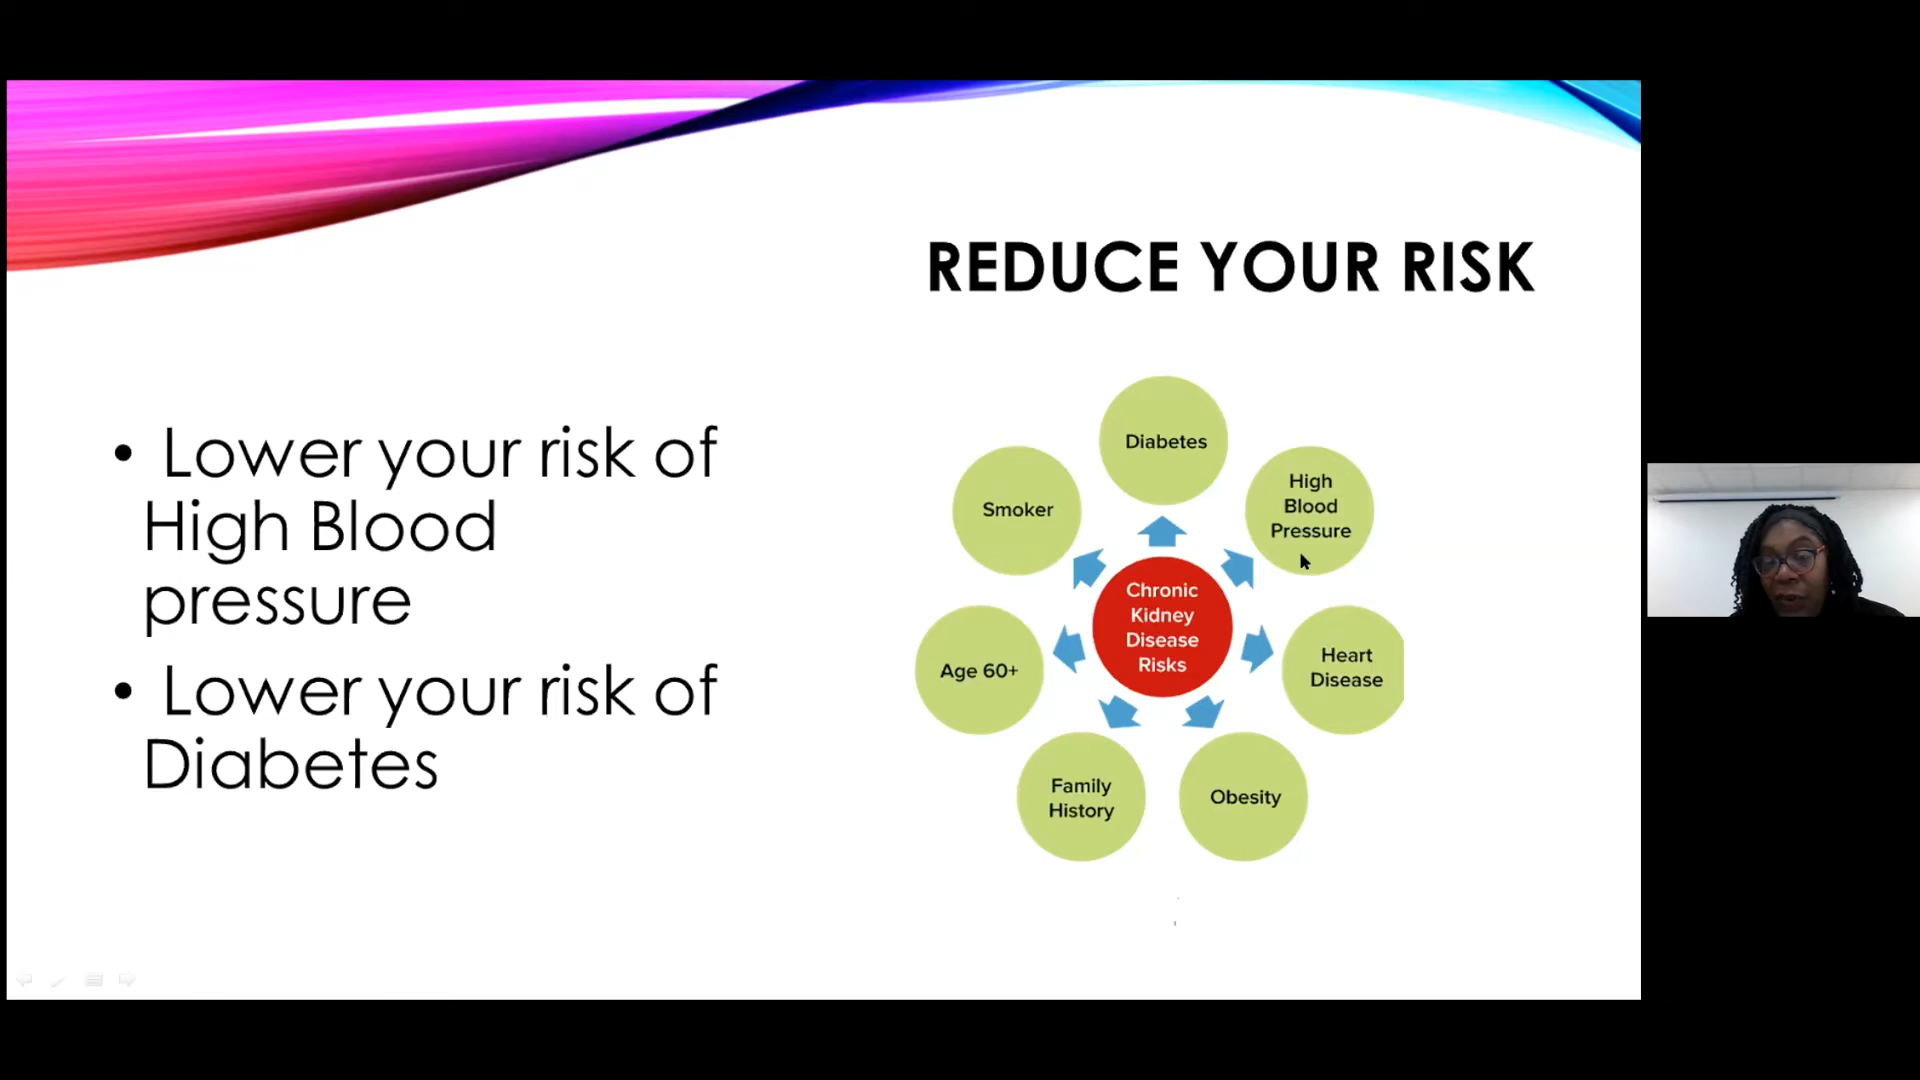 REDUCE YOUR RISK
• Lower your risk of
High Blood
pressure
• Lower your risk of
Diabetes
Diabetes
High
Blood
Pressure
Heart
Disease
Obesity
Family
History
Age 60+
Smoker
Chronic
Kidney
Disease
Risks